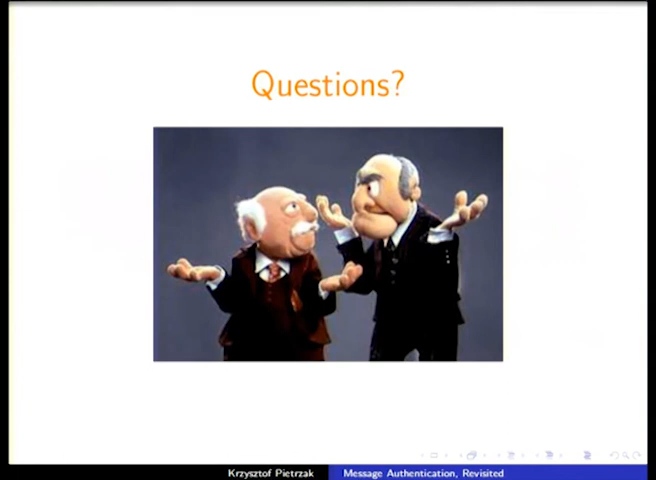 Questions?
Krzysztof Pietrzak
Message Authentication, Revisited